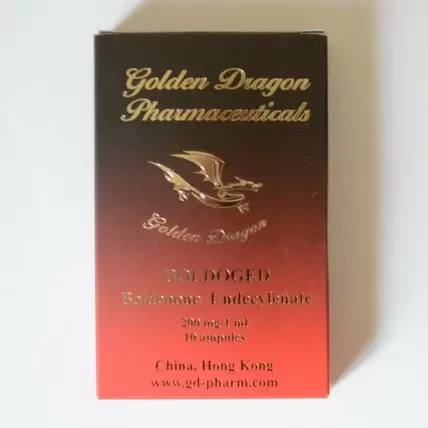 Golden Dragon
Pharmaceuticals
Golden Dragon
BOLDOGED
Boldenone Undecylenate
200 mg/1 ml
10 ampules
China, Hong Kong
www.gd-pharm.com